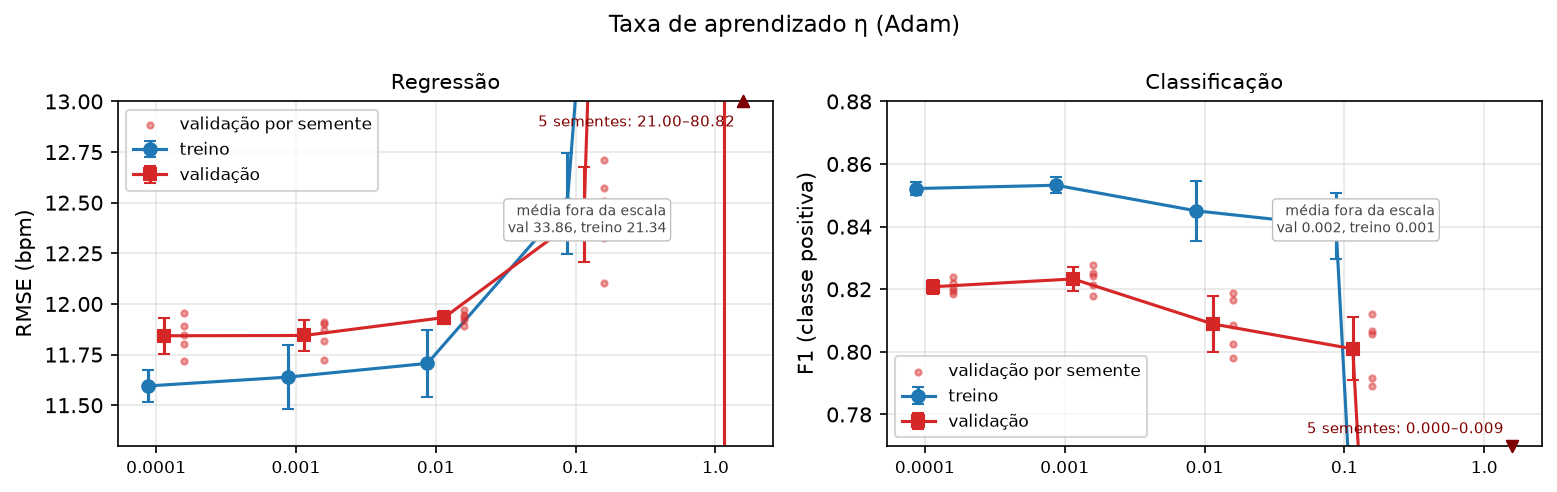 Taxa de aprendizado η (Adam)
Regressão
RMSE (bpm)
13.00
12.75
12.50
12.25
12.00
11.75
11.50
validação por semente
treino
validação
5 sementes: 21.00–80.82
média fora da escala
val 33.86, treino 21.34
0.0001
0.001
0.01
0.1
1.0
Classificação
F1 (classe positiva)
0.88
0.86
0.84
0.82
0.80
0.78
média fora da escala
val 0.002, treino 0.001
validação por semente
treino
validação
5 sementes: 0.000–0.009
0.0001
0.001
0.01
0.1
1.0